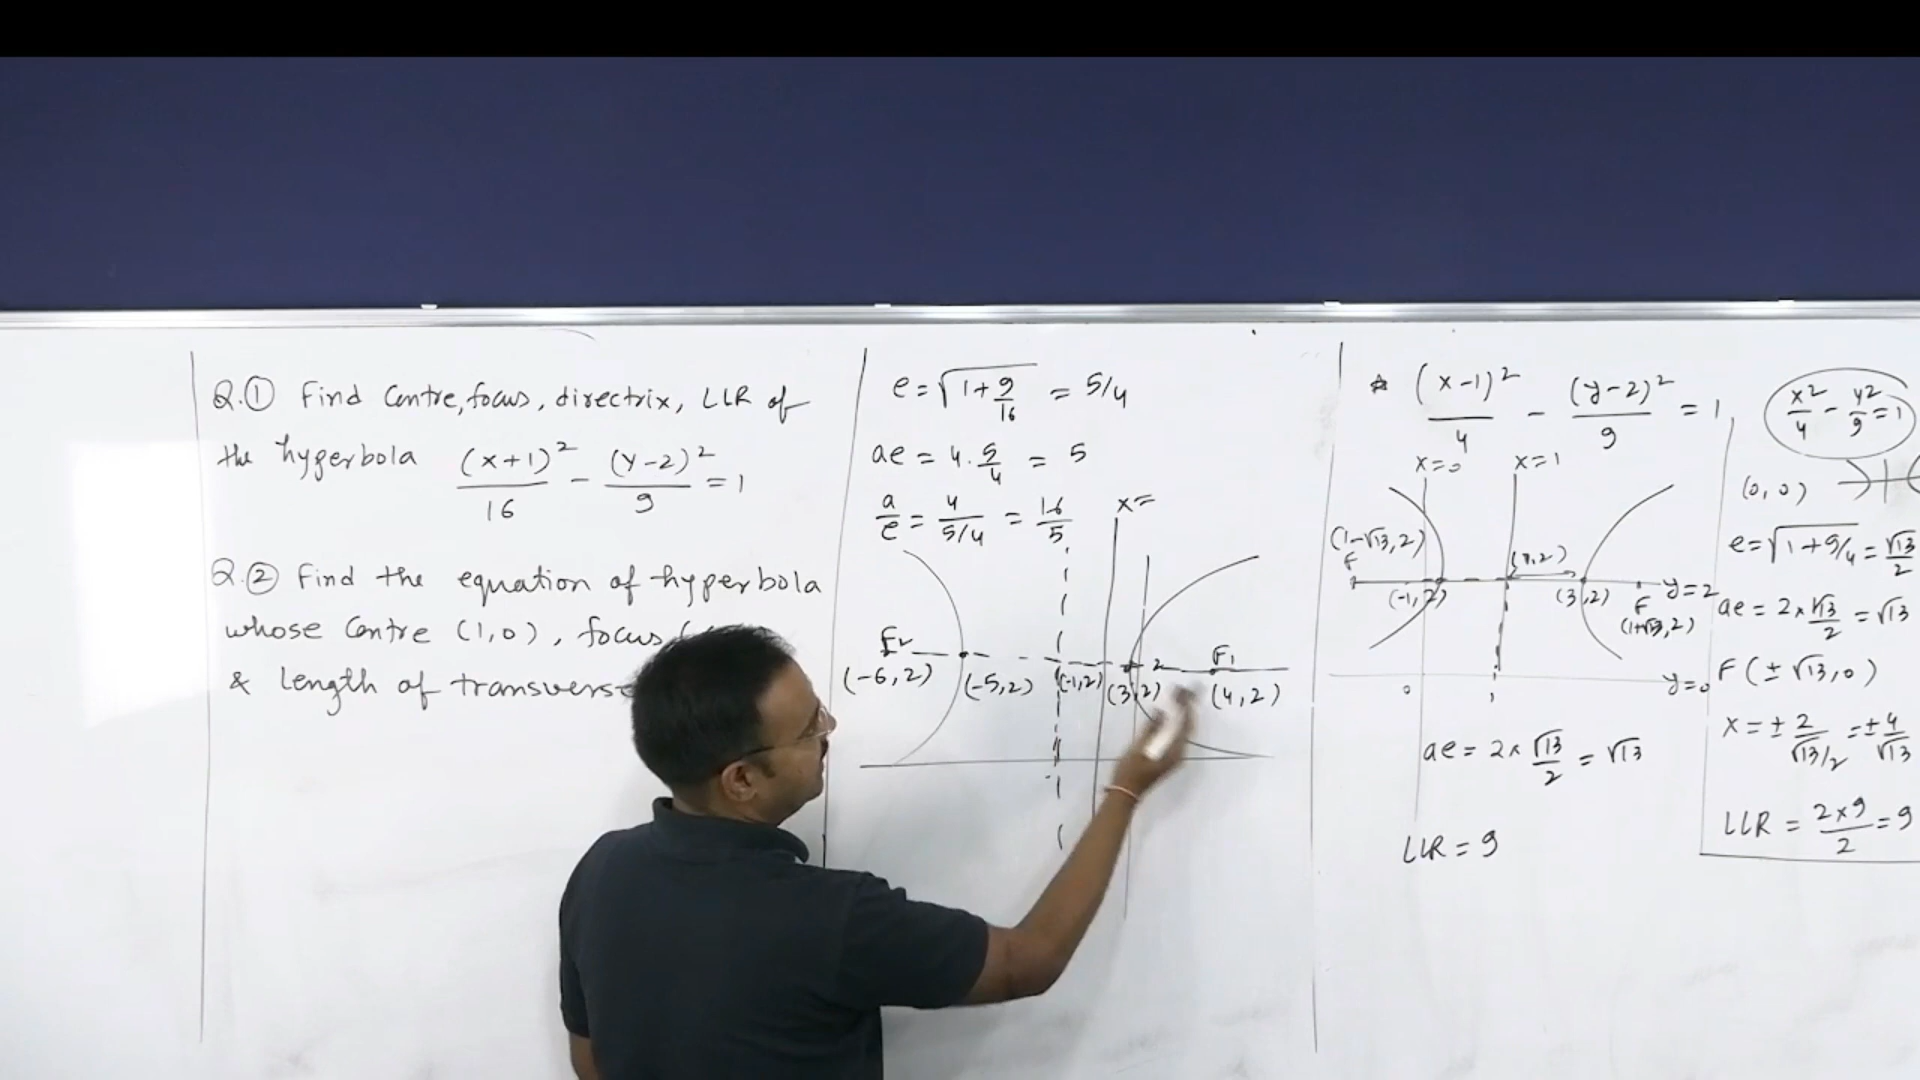 Q.① Find Centre, focus, directrix, LLR of
the hyperbola (x+1)²/16 - (y-2)²/9 = 1
Q.② Find the equation of hyperbola
whose Centre (1,0), focus (
& length of transverse
e = √(1+9/16) = 5/4
ae = 4.5/4 = 5
a/e = 4/(5/4) = 16/5
x=
F₂
F₁
(-6,2)
(-5,2)
(-1,2)
(3,2)
2
(4,2)
(x-1)²/4 - (y-2)²/9 = 1
x=0
x=1
(1-√13,2)
F
(1,2)
(-1,2)
(3,2)
y=2
F
(1+√13,2)
0
1
y=0
ae = 2×√13/2 = √13
LLR = 9
x²/4 - y²/9 = 1
(0,0)
e = √(1+9/4) = √13/2
ae = 2×√13/2 = √13
F(±√13,0)
x = ±2/(√13/2) = ±4/√13
LLR = 2×9/2 = 9